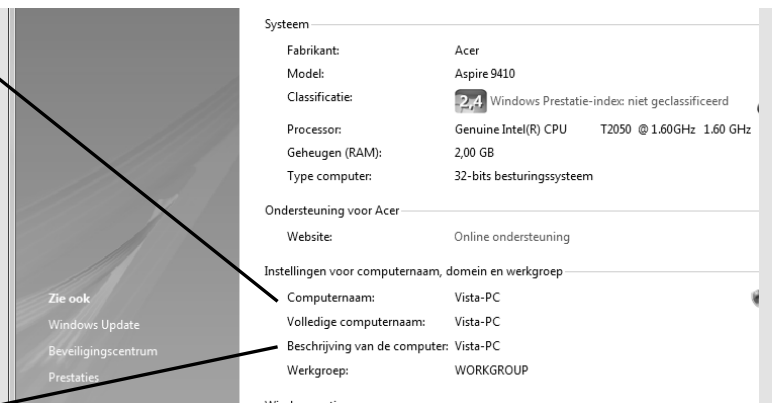 Systeem
Fabrikant: Acer
Model: Aspire 9410
Classificatie: 2,4 Windows Prestatie-index: niet geclassificeerd
Processor: Genuine Intel(R) CPU T2050 @ 1.60GHz 1.60 GHz
Geheugen (RAM): 2,00 GB
Type computer: 32-bits besturingssysteem
Ondersteuning voor Acer
Website: Online ondersteuning
Instellingen voor computernaam, domein en werkgroep
Computernaam: Vista-PC
Volledige computernaam: Vista-PC
Beschrijving van de computer: Vista-PC
Werkgroep: WORKGROUP
Zie ook
Windows Update
Beveiligingscentrum
Prestaties